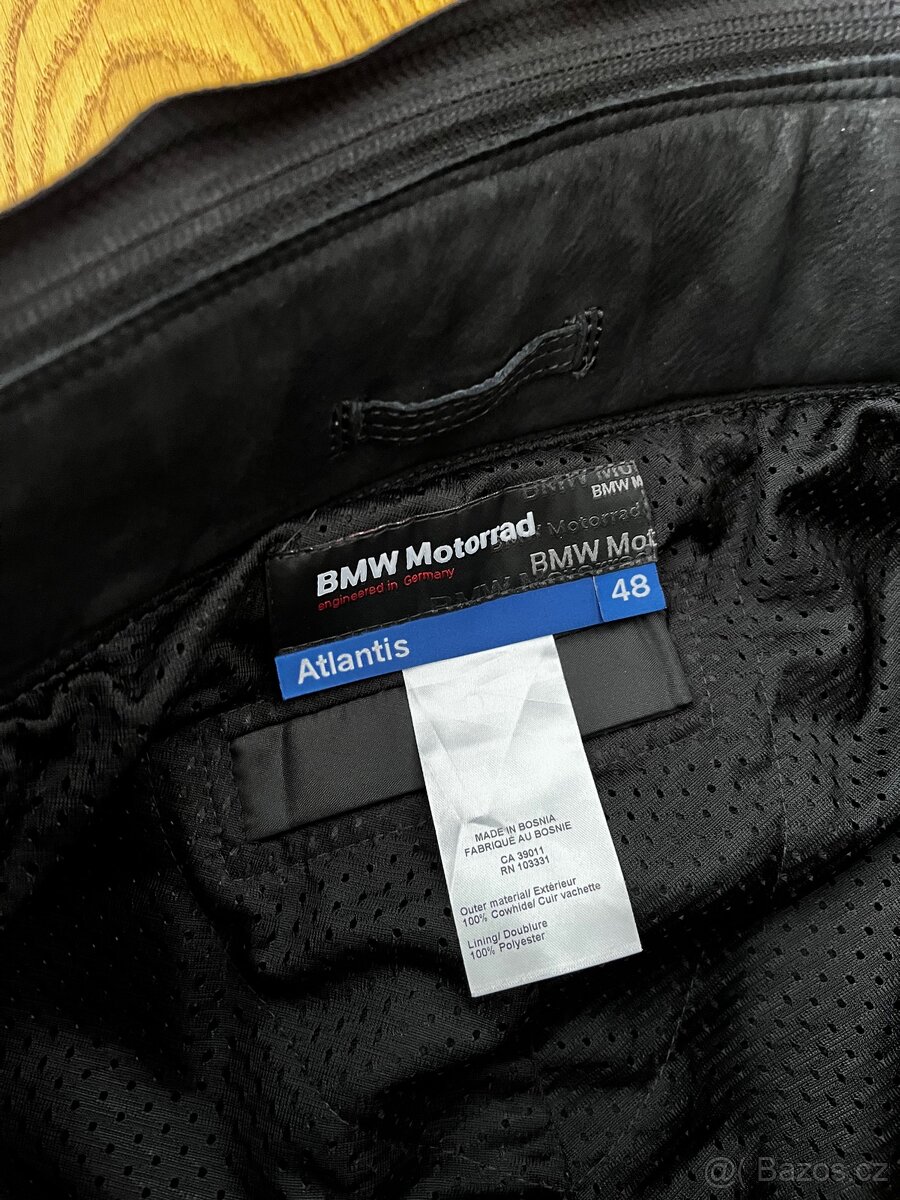 BMW M
BMW Motorrad
engineered in Germany
Motorrad
BMW Mot
Atlantis
48
MADE IN BOSNIA
FABRIQUÉ AU BOSNIE
CA 39011
RN 103331
Outer material/ Extérieur
100% Cowhide/ Cuir vachette
Lining/ Doublure
100% Polyester
@( Bazos.cz